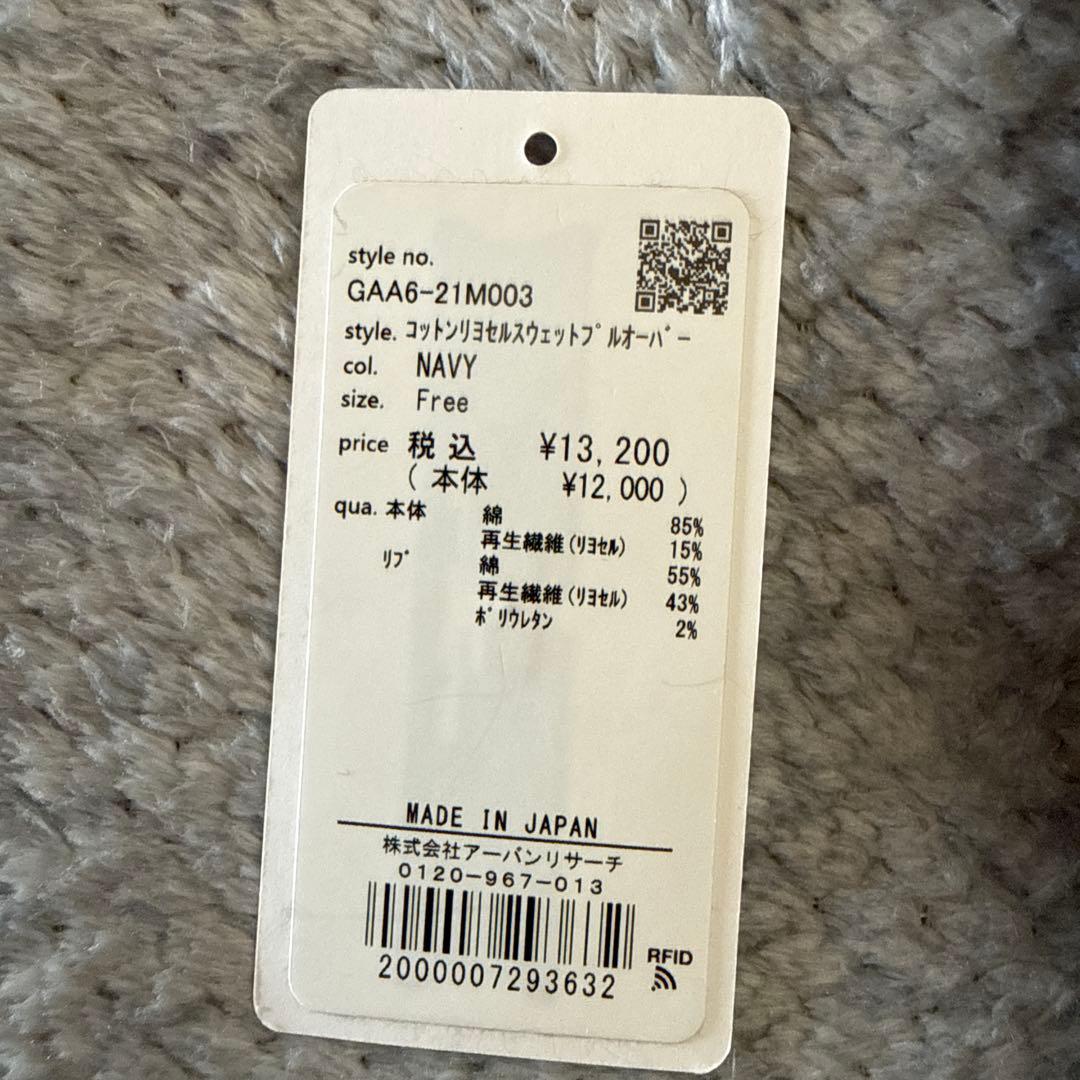 style no.
GAA6-21M003
style. コットンリヨセルスウェットプルオーバー
col. NAVY
size. Free
price 税込 ¥13,200
(本体 ¥12,000)
qua. 本体 綿 85%
再生繊維(リヨセル) 15%
リブ 綿 55%
再生繊維(リヨセル) 43%
ポリウレタン 2%
MADE IN JAPAN
株式会社アーバンリサーチ
0120-967-013
2000007293632
RFID